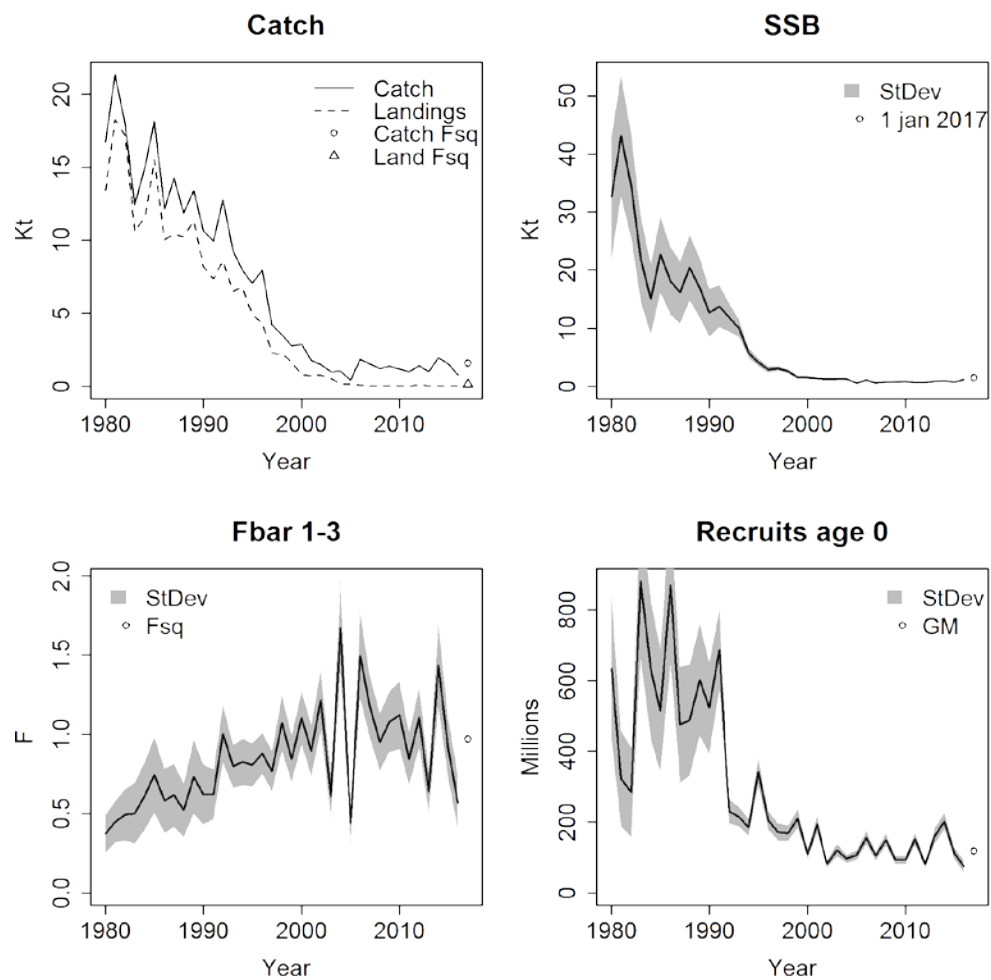 Catch
20
15
10
5
0
Kt
Catch
Landings
Catch Fsq
Land Fsq
1980 1990 2000 2010
Year
SSB
50
40
30
20
10
0
Kt
StDev
1 jan 2017
1980 1990 2000 2010
Year
Fbar 1-3
2.0
1.5
1.0
0.5
0.0
F
StDev
Fsq
1980 1990 2000 2010
Year
Recruits age 0
800
600
400
200
0
Millions
StDev
GM
1980 1990 2000 2010
Year